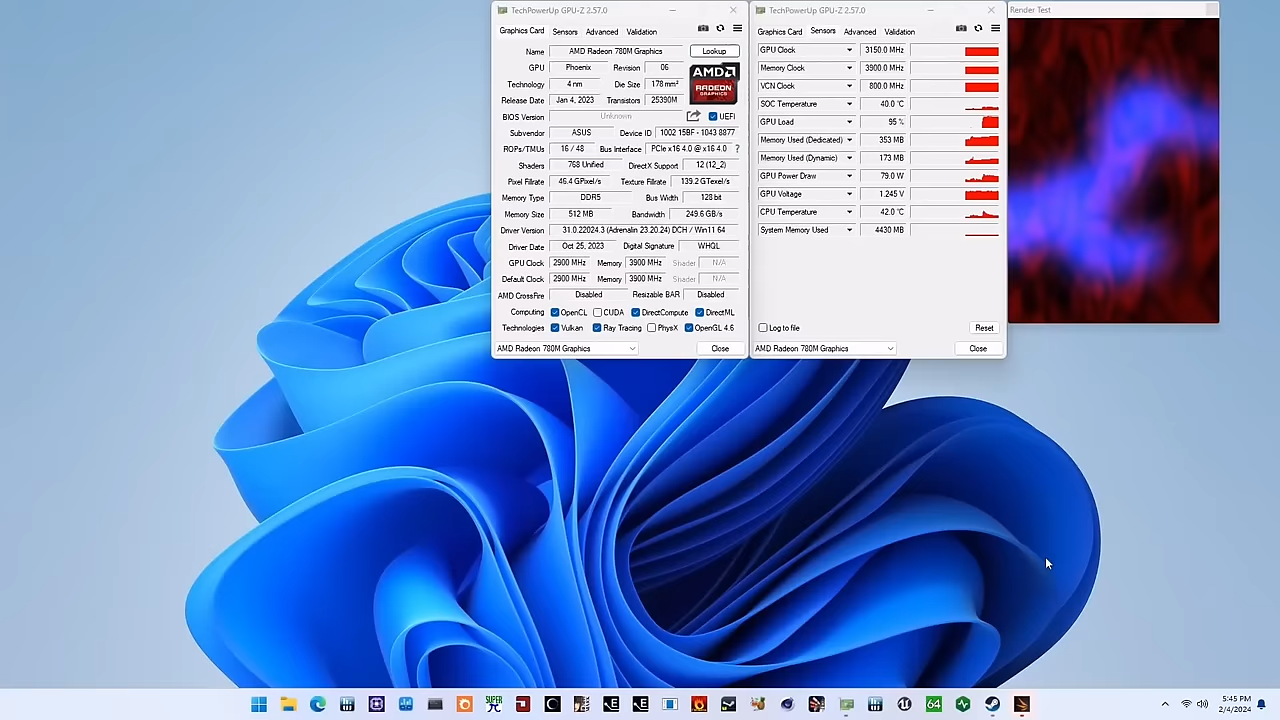 TechPowerUp GPU-Z 2.57.0
Graphics Card Sensors Advanced Validation
Name AMD Radeon 780M Graphics Lookup
GPU Phoenix Revision 06
Technology 4 nm Die Size 178 mm²
Release Date Jan 4, 2023 Transistors 25390M
AMD RADEON GRAPHICS
BIOS Version Unknown UEFI
Subvendor ASUS Device ID 1002 15BF - 1043 8877
ROPs/TMUs 16 / 48 Bus Interface PCIe x16 4.0 @ x16 4.0 ?
Shaders 768 Unified DirectX Support 12 (12_2)
Pixel Fillrate 46.4 GPixel/s Texture Fillrate 139.2 GTexel/s
Memory Type DDR5 Bus Width 128 bit
Memory Size 512 MB Bandwidth 249.6 GB/s
Driver Version 31.0.22024.3 (Adrenalin 23.20.24) DCH / Win11 64
Driver Date Oct 25, 2023 Digital Signature WHQL
GPU Clock 2900 MHz Memory 3900 MHz Shader N/A
Default Clock 2900 MHz Memory 3900 MHz Shader N/A
AMD CrossFire Disabled Resizable BAR Disabled
Computing OpenCL CUDA DirectCompute DirectML
Technologies Vulkan Ray Tracing PhysX OpenGL 4.6
AMD Radeon 780M Graphics Close
TechPowerUp GPU-Z 2.57.0
Graphics Card Sensors Advanced Validation
GPU Clock 3150.0 MHz
Memory Clock 3900.0 MHz
VCN Clock 800.0 MHz
SOC Temperature 40.0 °C
GPU Load 95 %
Memory Used (Dedicated) 353 MB
Memory Used (Dynamic) 173 MB
GPU Power Draw 79.0 W
GPU Voltage 1.245 V
CPU Temperature 42.0 °C
System Memory Used 4430 MB
Log to file Reset
AMD Radeon 780M Graphics Close
Render Test
SUPER π
64
5:45 PM
2/4/2024